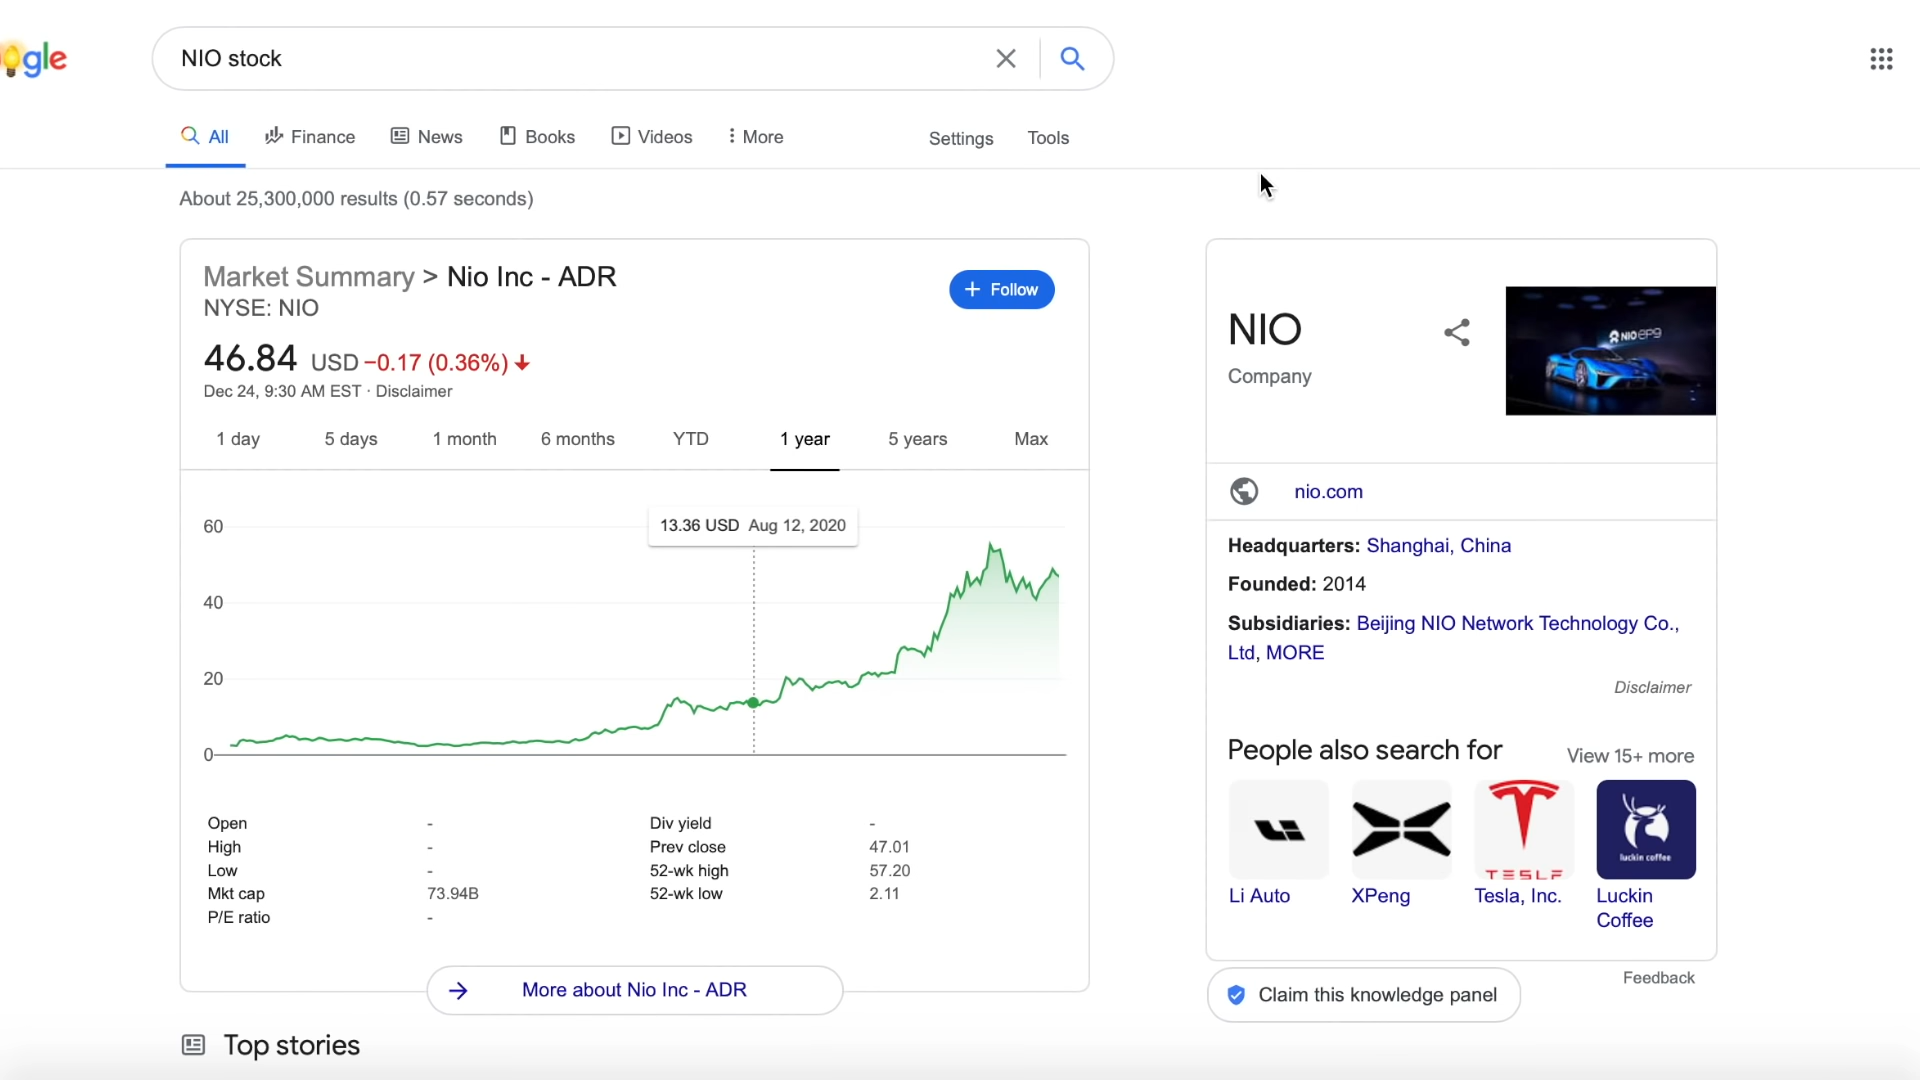 gle
NIO stock
All
Finance
News
Books
Videos
More
Settings
Tools
About 25,300,000 results (0.57 seconds)
Market Summary > Nio Inc - ADR
NYSE: NIO
+ Follow
46.84 USD −0.17 (0.36%)
Dec 24, 9:30 AM EST · Disclaimer
1 day
5 days
1 month
6 months
YTD
1 year
5 years
Max
13.36 USD Aug 12, 2020
60
40
20
0
Open -
High -
Low -
Mkt cap 73.94B
P/E ratio -
Div yield -
Prev close 47.01
52-wk high 57.20
52-wk low 2.11
More about Nio Inc - ADR
Top stories
NIO
Company
NIO EP9
nio.com
Headquarters: Shanghai, China
Founded: 2014
Subsidiaries: Beijing NIO Network Technology Co.,
Ltd, MORE
Disclaimer
People also search for
View 15+ more
TESLA
luckin coffee
Li Auto
XPeng
Tesla, Inc.
Luckin
Coffee
Feedback
Claim this knowledge panel